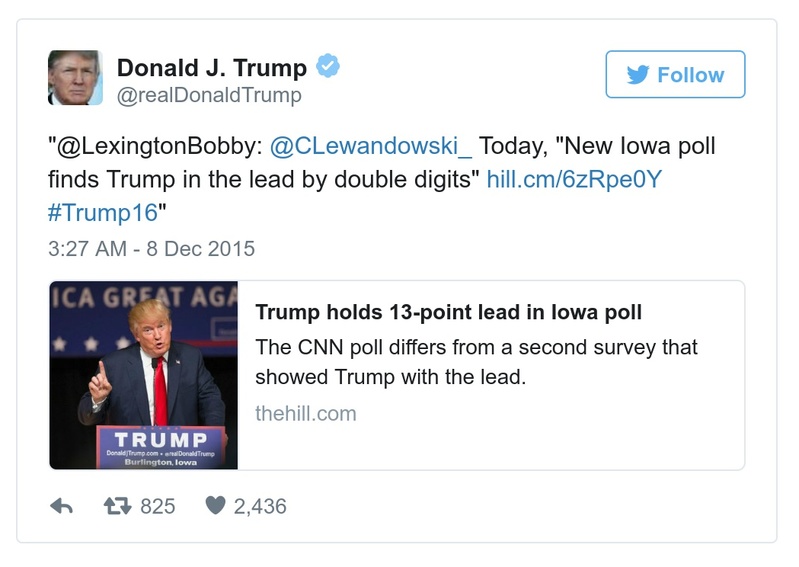 Donald J. Trump
@realDonaldTrump
Follow
"@LexingtonBobby: @CLewandowski_ Today, "New Iowa poll
finds Trump in the lead by double digits" hill.cm/6zRpe0Y
#Trump16"
3:27 AM - 8 Dec 2015
ICA GREAT AGA
Trump holds 13-point lead in Iowa poll
The CNN poll differs from a second survey that
showed Trump with the lead.
thehill.com
TRUMP
DonaldJTrump.com • @realDonaldTrump
Burlington, Iowa
825 2,436